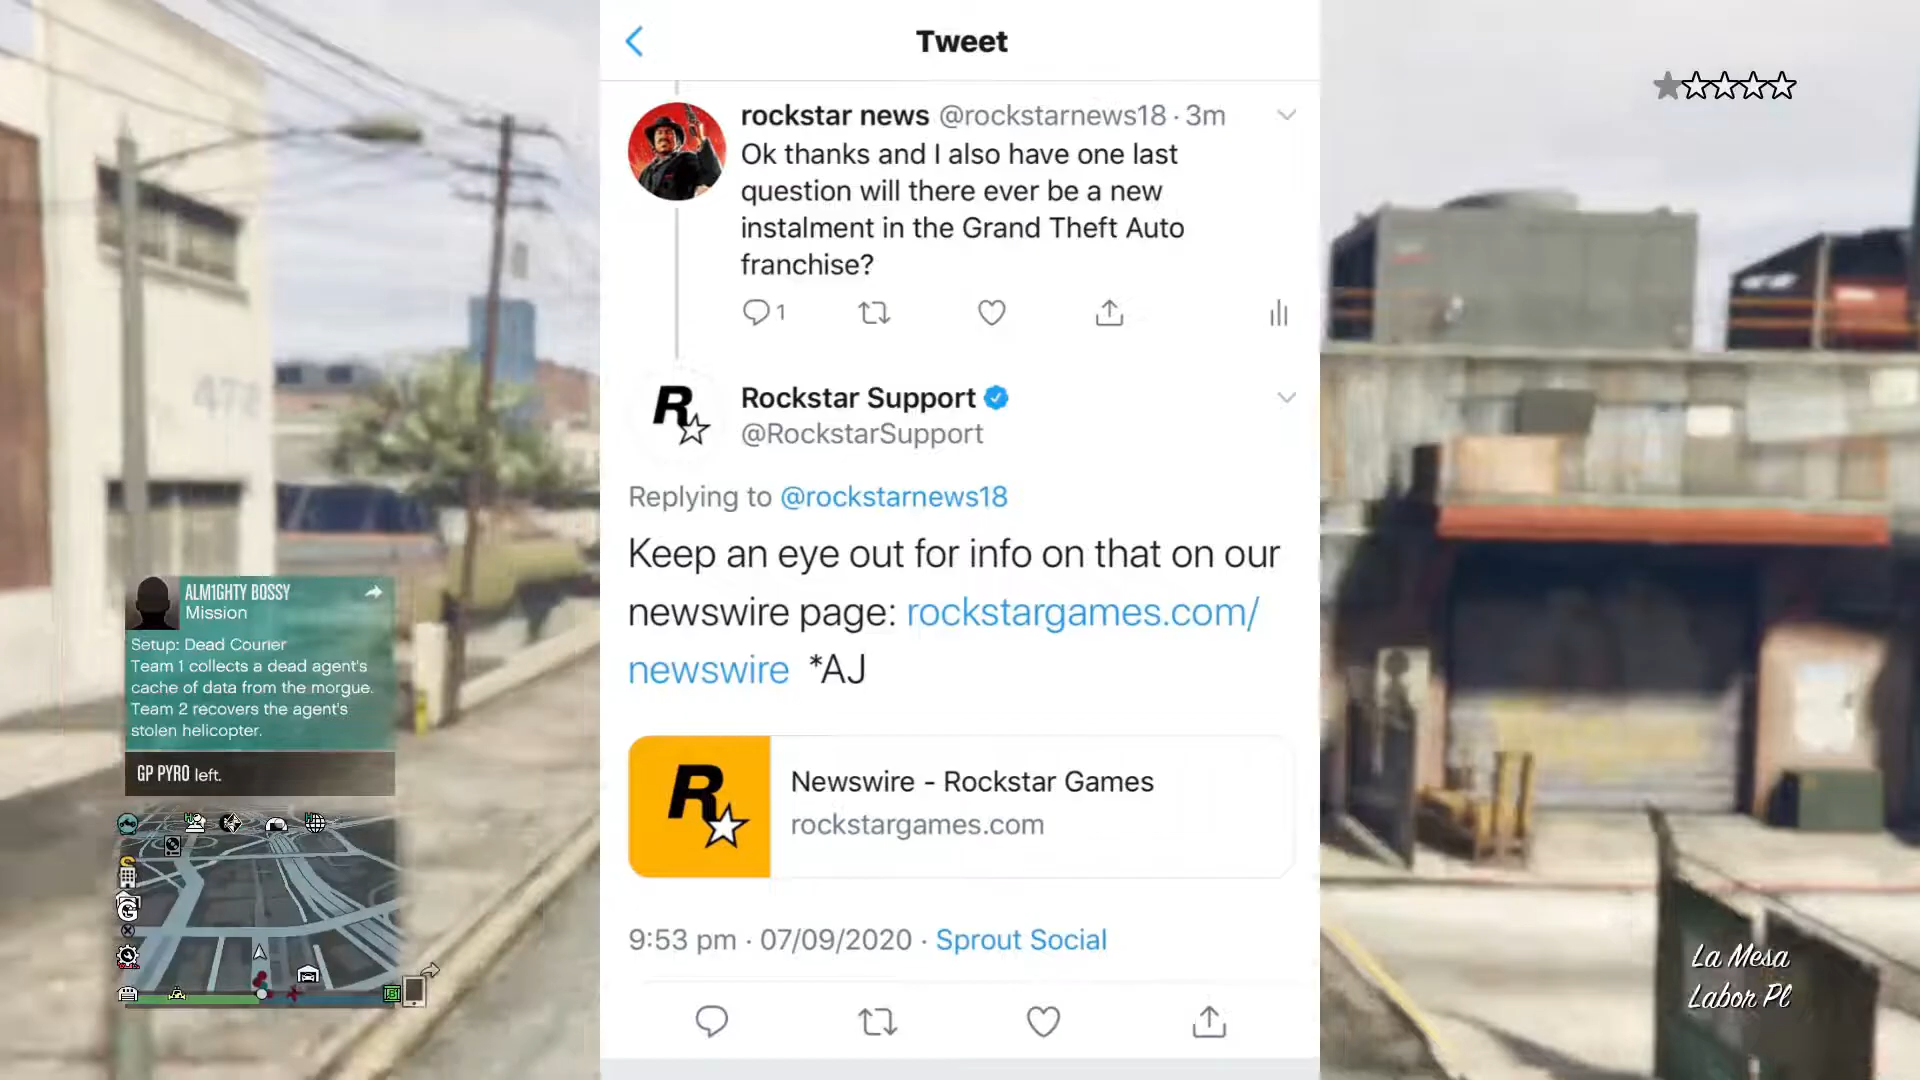 Tweet
rockstar news @rockstarnews18 · 3m
Ok thanks and I also have one last
question will there ever be a new
instalment in the Grand Theft Auto
franchise?
1
Rockstar Support
@RockstarSupport
Replying to @rockstarnews18
Keep an eye out for info on that on our
newswire page: rockstargames.com/
newswire *AJ
Newswire - Rockstar Games
rockstargames.com
9:53 pm · 07/09/2020 · Sprout Social
ALM1GHTY BOSSY
Mission
Setup: Dead Courier
Team 1 collects a dead agent's
cache of data from the morgue.
Team 2 recovers the agent's
stolen helicopter.
GP PYRO left.
La Mesa
Labor Pl